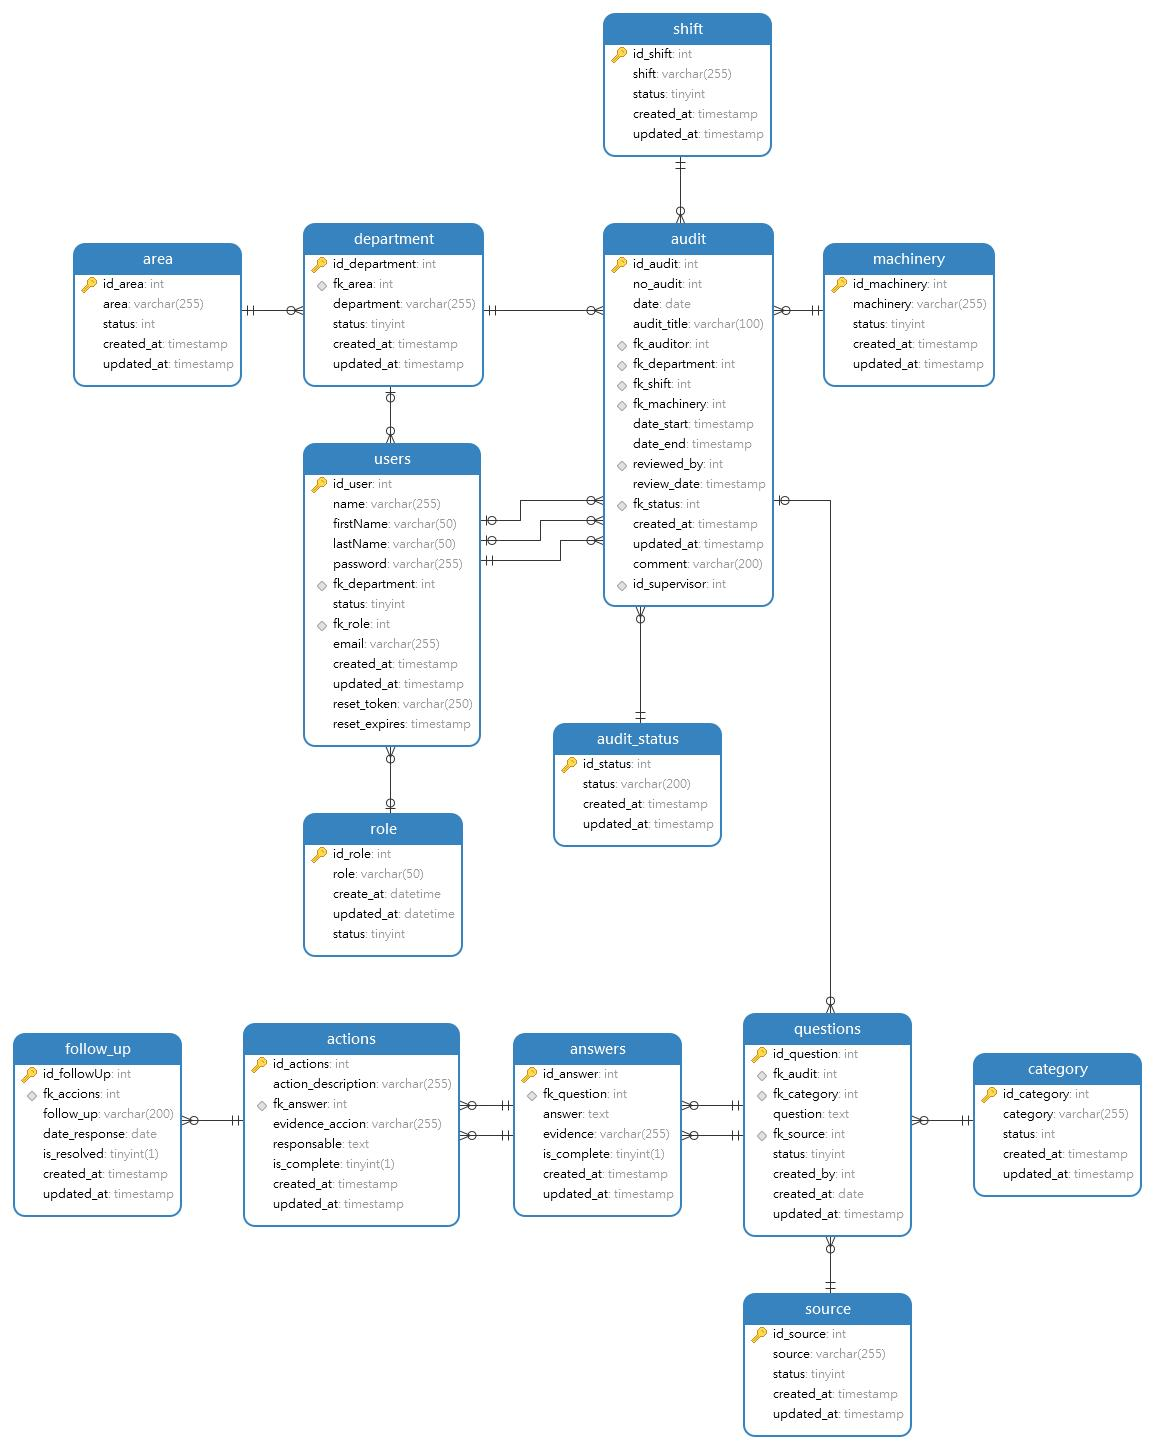 shift
id_shift: int
shift: varchar(255)
status: tinyint
created_at: timestamp
updated_at: timestamp
area
id_area: int
area: varchar(255)
status: int
created_at: timestamp
updated_at: timestamp
department
id_department: int
fk_area: int
department: varchar(255)
status: tinyint
created_at: timestamp
updated_at: timestamp
audit
id_audit: int
no_audit: int
date: date
audit_title: varchar(100)
fk_auditor: int
fk_department: int
fk_shift: int
fk_machinery: int
date_start: timestamp
date_end: timestamp
reviewed_by: int
review_date: timestamp
fk_status: int
created_at: timestamp
updated_at: timestamp
comment: varchar(200)
id_supervisor: int
machinery
id_machinery: int
machinery: varchar(255)
status: tinyint
created_at: timestamp
updated_at: timestamp
users
id_user: int
name: varchar(255)
firstName: varchar(50)
lastName: varchar(50)
password: varchar(255)
fk_department: int
status: tinyint
fk_role: int
email: varchar(255)
created_at: timestamp
updated_at: timestamp
reset_token: varchar(250)
reset_expires: timestamp
audit_status
id_status: int
status: varchar(200)
created_at: timestamp
updated_at: timestamp
role
id_role: int
role: varchar(50)
create_at: datetime
updated_at: datetime
status: tinyint
follow_up
id_followUp: int
fk_accions: int
follow_up: varchar(200)
date_response: date
is_resolved: tinyint(1)
created_at: timestamp
updated_at: timestamp
actions
id_actions: int
action_description: varchar(255)
fk_answer: int
evidence_accion: varchar(255)
responsable: text
is_complete: tinyint(1)
created_at: timestamp
updated_at: timestamp
answers
id_answer: int
fk_question: int
answer: text
evidence: varchar(255)
is_complete: tinyint(1)
created_at: timestamp
updated_at: timestamp
questions
id_question: int
fk_audit: int
fk_category: int
question: text
fk_source: int
status: tinyint
created_by: int
created_at: date
updated_at: timestamp
category
id_category: int
category: varchar(255)
status: int
created_at: timestamp
updated_at: timestamp
source
id_source: int
source: varchar(255)
status: tinyint
created_at: timestamp
updated_at: timestamp